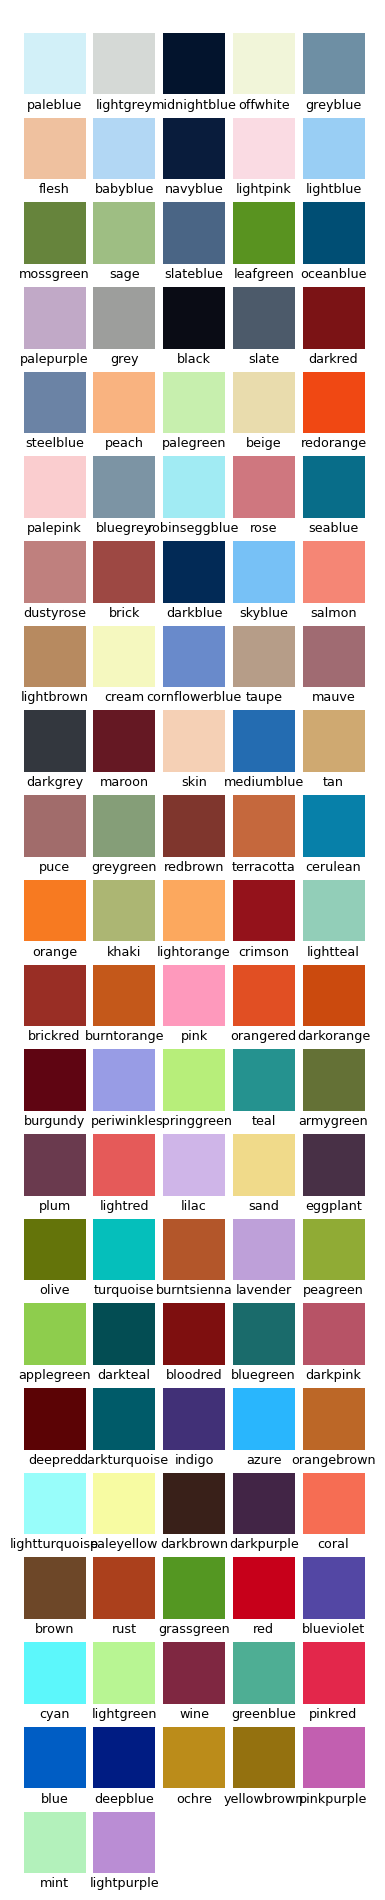 paleblue lightgrey midnightblue offwhite greyblue
flesh babyblue navyblue lightpink lightblue
mossgreen sage slateblue leafgreen oceanblue
palepurple grey black slate darkred
steelblue peach palegreen beige redorange
palepink bluegrey robinseggblue rose seablue
dustyrose brick darkblue skyblue salmon
lightbrown cream cornflowerblue taupe mauve
darkgrey maroon skin mediumblue tan
puce greygreen redbrown terracotta cerulean
orange khaki lightorange crimson lightteal
brickred burntorange pink orangered darkorange
burgundy periwinkle springgreen teal armygreen
plum lightred lilac sand eggplant
olive turquoise burntsienna lavender peagreen
applegreen darkteal bloodred bluegreen darkpink
deepred darkturquoise indigo azure orangebrown
lightturquoise paleyellow darkbrown darkpurple coral
brown rust grassgreen red blueviolet
cyan lightgreen wine greenblue pinkred
blue deepblue ochre yellowbrown pinkpurple
mint lightpurple